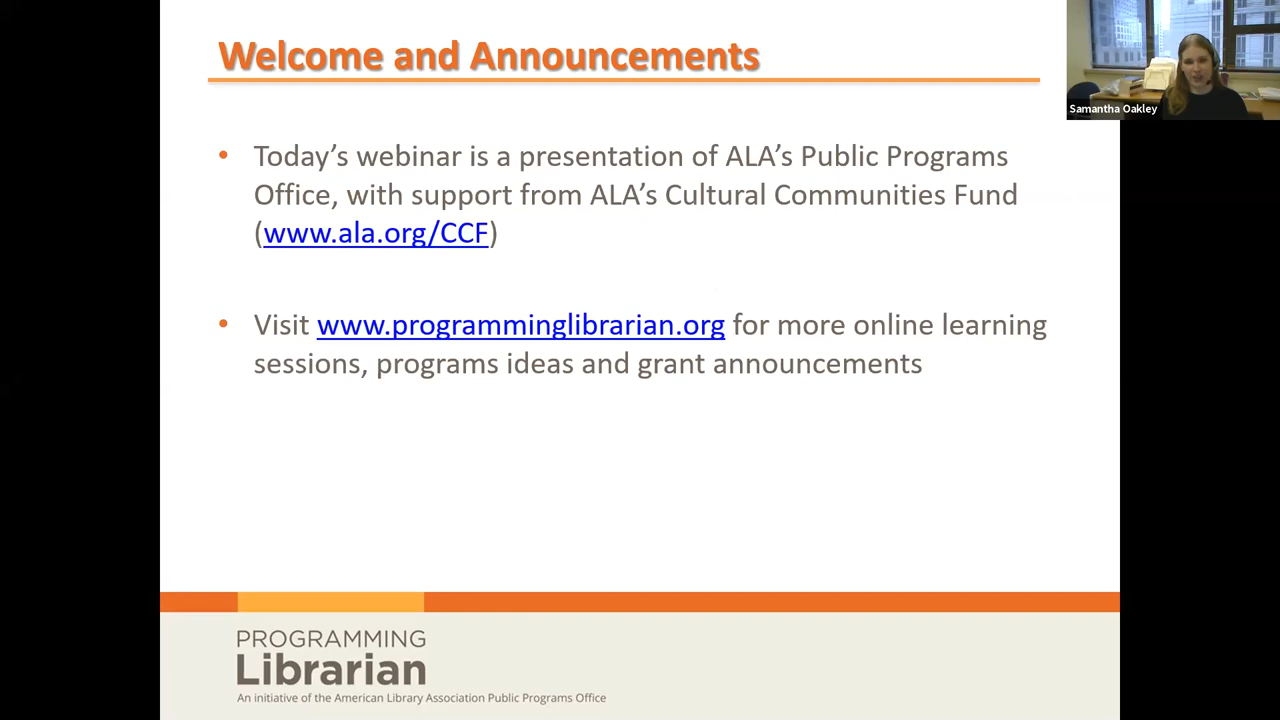 Welcome and Announcements
Samantha Oakley
• Today's webinar is a presentation of ALA's Public Programs
Office, with support from ALA's Cultural Communities Fund
(www.ala.org/CCF)
• Visit www.programminglibrarian.org for more online learning
sessions, programs ideas and grant announcements
PROGRAMMING
Librarian
An initiative of the American Library Association Public Programs Office